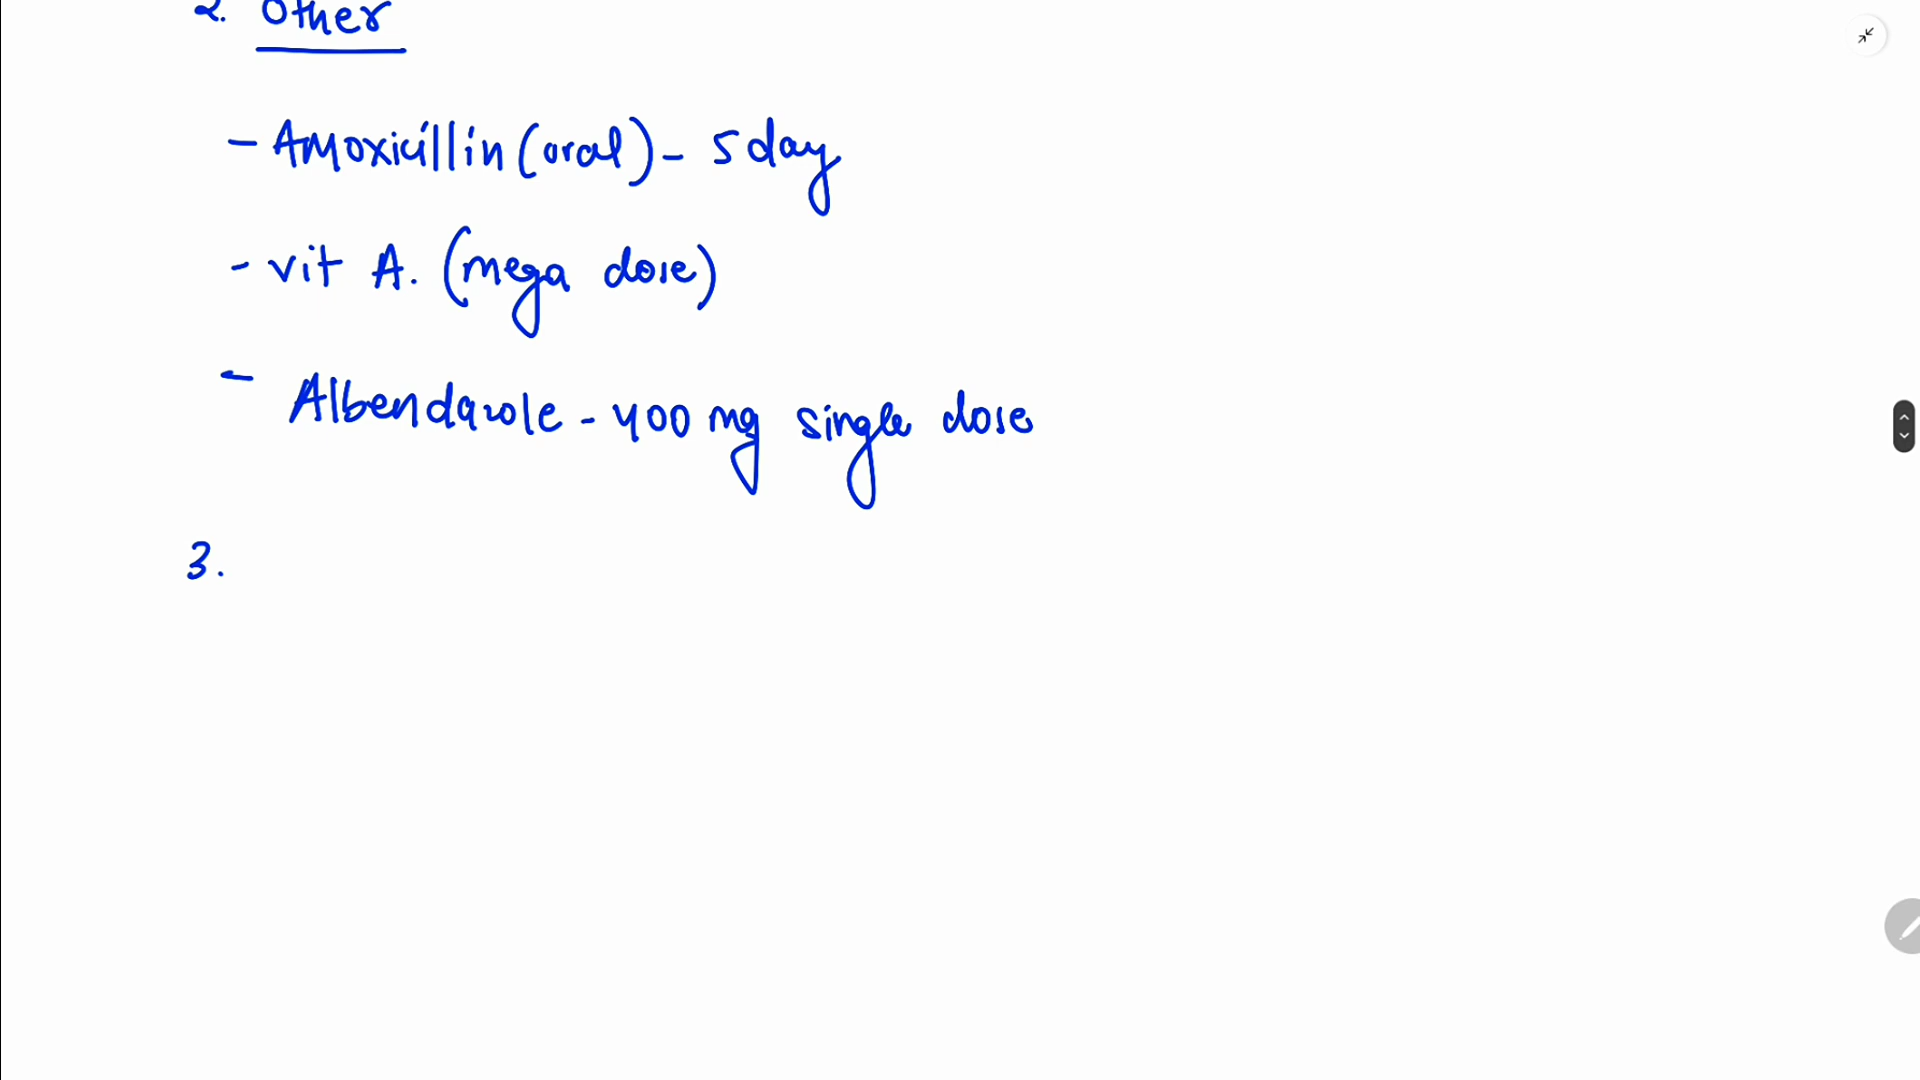 2. Other
- Amoxicillin (oral) - 5 day
- vit A. (mega dose)
- Albendazole - 400 mg single dose
3.